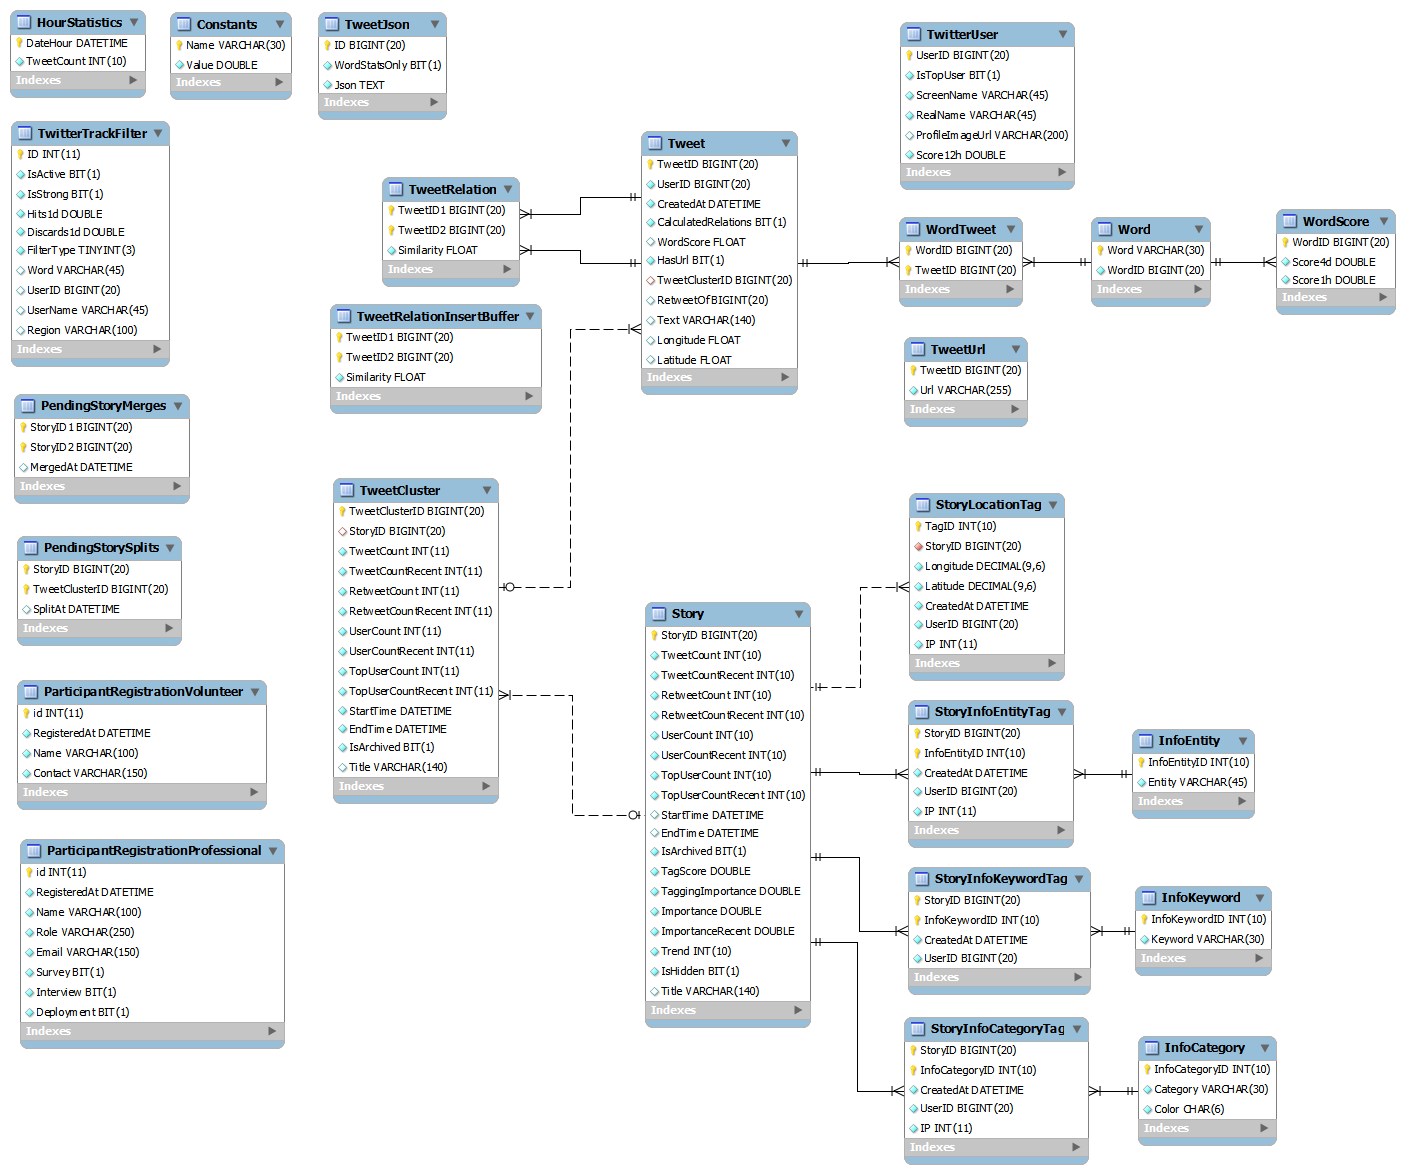 HourStatistics
DateHour DATETIME
TweetCount INT(10)
Indexes
Constants
Name VARCHAR(30)
Value DOUBLE
Indexes
TweetJson
ID BIGINT(20)
WordStatsOnly BIT(1)
Json TEXT
Indexes
TwitterUser
UserID BIGINT(20)
IsTopUser BIT(1)
ScreenName VARCHAR(45)
RealName VARCHAR(45)
ProfileImageUrl VARCHAR(200)
Score12h DOUBLE
Indexes
TwitterTrackFilter
ID INT(11)
IsActive BIT(1)
IsStrong BIT(1)
Hits1d DOUBLE
Discards1d DOUBLE
FilterType TINYINT(3)
Word VARCHAR(45)
UserID BIGINT(20)
UserName VARCHAR(45)
Region VARCHAR(100)
Indexes
TweetRelation
TweetID1 BIGINT(20)
TweetID2 BIGINT(20)
Similarity FLOAT
Indexes
Tweet
TweetID BIGINT(20)
UserID BIGINT(20)
CreatedAt DATETIME
CalculatedRelations BIT(1)
WordScore FLOAT
HasUrl BIT(1)
TweetClusterID BIGINT(20)
RetweetOf BIGINT(20)
Text VARCHAR(140)
Longitude FLOAT
Latitude FLOAT
Indexes
WordTweet
WordID BIGINT(20)
TweetID BIGINT(20)
Indexes
Word
Word VARCHAR(30)
WordID BIGINT(20)
Indexes
WordScore
WordID BIGINT(20)
Score4d DOUBLE
Score1h DOUBLE
Indexes
TweetRelationInsertBuffer
TweetID1 BIGINT(20)
TweetID2 BIGINT(20)
Similarity FLOAT
Indexes
TweetUrl
TweetID BIGINT(20)
Url VARCHAR(255)
Indexes
PendingStoryMerges
StoryID1 BIGINT(20)
StoryID2 BIGINT(20)
MergedAt DATETIME
Indexes
PendingStorySplits
StoryID BIGINT(20)
TweetClusterID BIGINT(20)
SplitAt DATETIME
Indexes
TweetCluster
TweetClusterID BIGINT(20)
StoryID BIGINT(20)
TweetCount INT(11)
TweetCountRecent INT(11)
RetweetCount INT(11)
RetweetCountRecent INT(11)
UserCount INT(11)
UserCountRecent INT(11)
TopUserCount INT(11)
TopUserCountRecent INT(11)
StartTime DATETIME
EndTime DATETIME
IsArchived BIT(1)
Title VARCHAR(140)
Indexes
StoryLocationTag
TagID INT(10)
StoryID BIGINT(20)
Longitude DECIMAL(9,6)
Latitude DECIMAL(9,6)
CreatedAt DATETIME
UserID BIGINT(20)
IP INT(11)
Indexes
Story
StoryID BIGINT(20)
TweetCount INT(10)
TweetCountRecent INT(10)
RetweetCount INT(10)
RetweetCountRecent INT(10)
UserCount INT(10)
UserCountRecent INT(10)
TopUserCount INT(10)
TopUserCountRecent INT(10)
StartTime DATETIME
EndTime DATETIME
IsArchived BIT(1)
TagScore DOUBLE
TaggingImportance DOUBLE
Importance DOUBLE
ImportanceRecent DOUBLE
Trend INT(10)
IsHidden BIT(1)
Title VARCHAR(140)
Indexes
ParticipantRegistrationVolunteer
id INT(11)
RegisteredAt DATETIME
Name VARCHAR(100)
Contact VARCHAR(150)
Indexes
StoryInfoEntityTag
StoryID BIGINT(20)
InfoEntityID INT(10)
CreatedAt DATETIME
UserID BIGINT(20)
IP INT(11)
Indexes
InfoEntity
InfoEntityID INT(10)
Entity VARCHAR(45)
Indexes
ParticipantRegistrationProfessional
id INT(11)
RegisteredAt DATETIME
Name VARCHAR(100)
Role VARCHAR(250)
Email VARCHAR(150)
Survey BIT(1)
Interview BIT(1)
Deployment BIT(1)
Indexes
StoryInfoKeywordTag
StoryID BIGINT(20)
InfoKeywordID INT(10)
CreatedAt DATETIME
UserID BIGINT(20)
Indexes
InfoKeyword
InfoKeywordID INT(10)
Keyword VARCHAR(30)
Indexes
StoryInfoCategoryTag
StoryID BIGINT(20)
InfoCategoryID INT(10)
CreatedAt DATETIME
UserID BIGINT(20)
IP INT(11)
Indexes
InfoCategory
InfoCategoryID INT(10)
Category VARCHAR(30)
Color CHAR(6)
Indexes